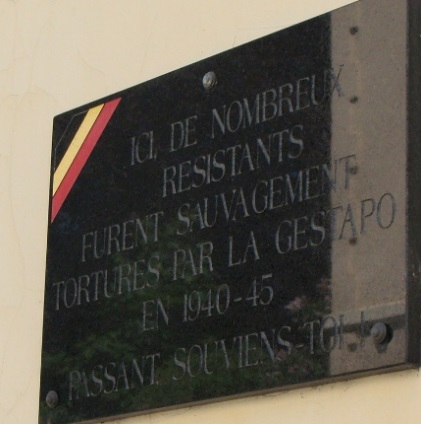 ICI, DE NOMBREUX
RESISTANTS
FURENT SAUVAGEMENT
TORTURES PAR LA GESTAPO
EN 1940-45
PASSANT, SOUVIENS-TOI !